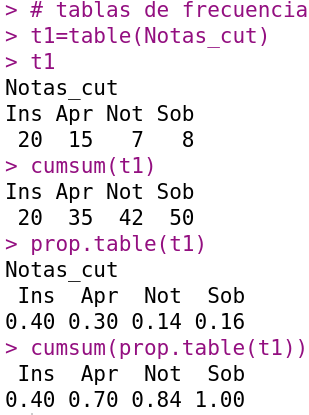 > # tablas de frecuencia
> t1=table(Notas_cut)
> t1
Notas_cut
Ins Apr Not Sob
 20  15   7   8
> cumsum(t1)
Ins Apr Not Sob
 20  35  42  50
> prop.table(t1)
Notas_cut
 Ins  Apr  Not  Sob
0.40 0.30 0.14 0.16
> cumsum(prop.table(t1))
 Ins  Apr  Not  Sob
0.40 0.70 0.84 1.00